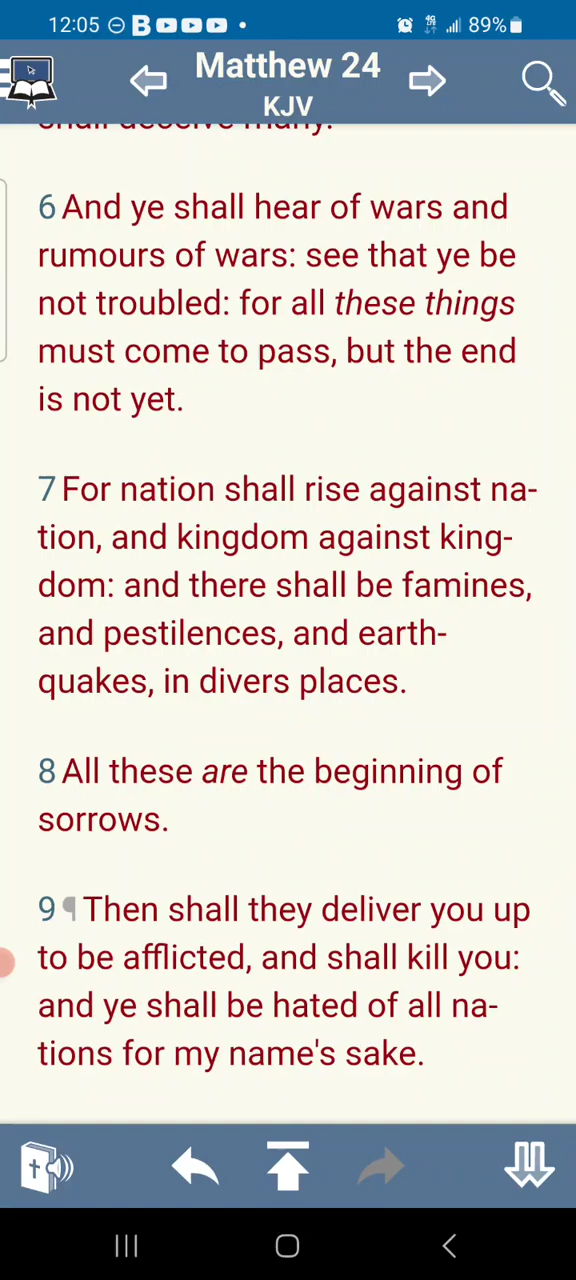 12:05 B 89%
Matthew 24
KJV
shall deceive many.
6 And ye shall hear of wars and
rumours of wars: see that ye be
not troubled: for all these things
must come to pass, but the end
is not yet.
7 For nation shall rise against na-
tion, and kingdom against king-
dom: and there shall be famines,
and pestilences, and earth-
quakes, in divers places.
8 All these are the beginning of
sorrows.
9 ¶ Then shall they deliver you up
to be afflicted, and shall kill you:
and ye shall be hated of all na-
tions for my name's sake.